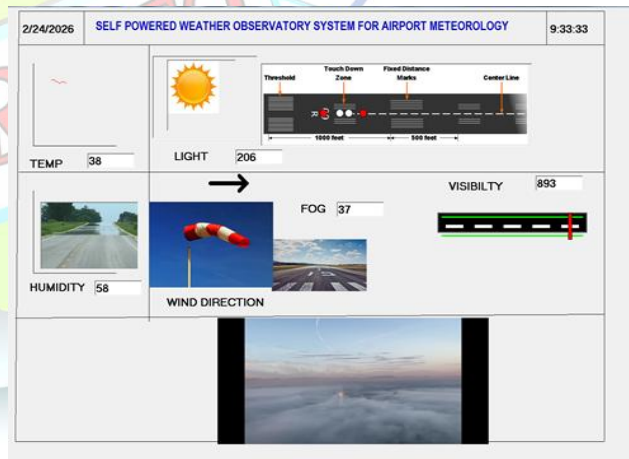 2/24/2026
SELF POWERED WEATHER OBSERVATORY SYSTEM FOR AIRPORT METEOROLOGY
9:33:33
Threshold
Touch Down Zone
Fixed Distance Marks
Center Line
1000 feet
500 feet
TEMP 38
LIGHT 206
VISIBILTY 893
FOG 37
HUMIDITY 58
WIND DIRECTION